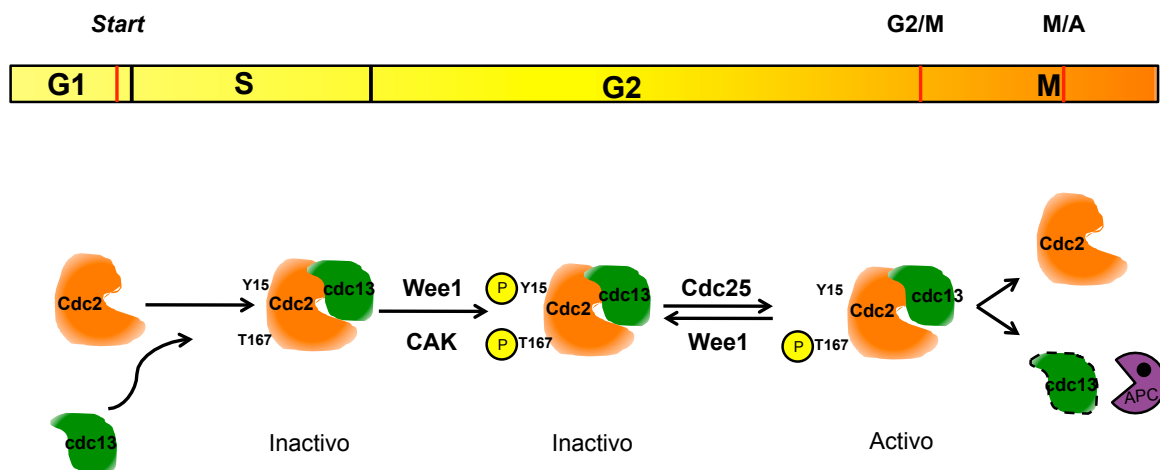 Start G2/M M/A
G1 S G2 M
Cdc2
cdc13
Y15
T167
Cdc2
cdc13
Inactivo
Wee1
CAK
P Y15
P T167
Cdc2
cdc13
Inactivo
Cdc25
Wee1
Y15
P T167
Cdc2
cdc13
Activo
Cdc2
cdc13
APC